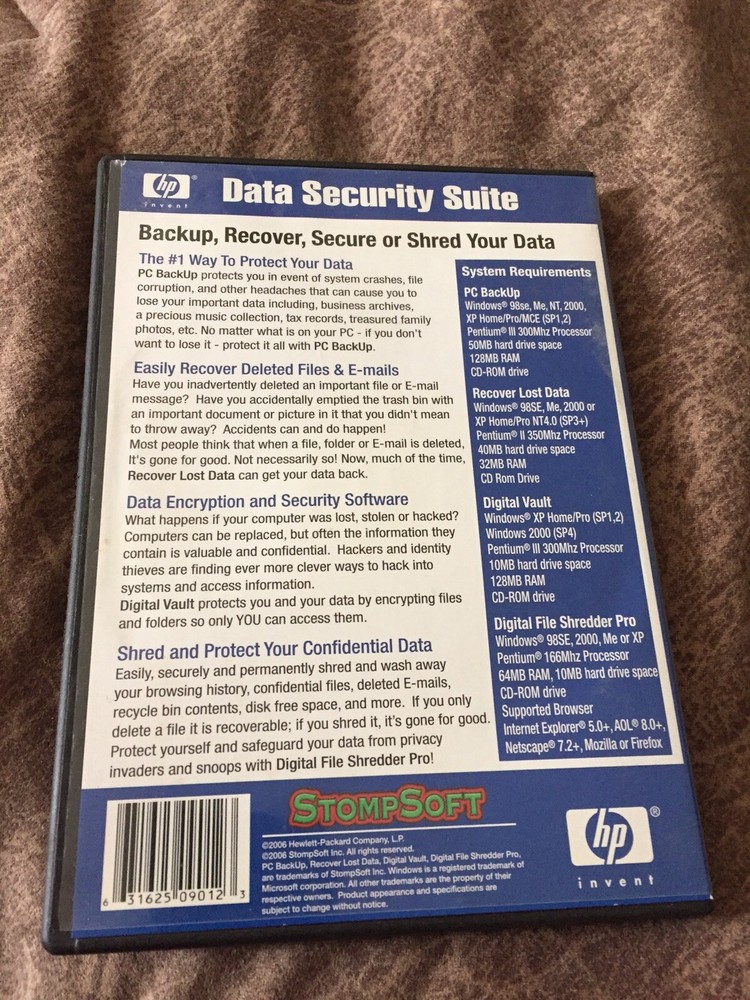 hp® Data Security Suite
invent
Backup, Recover, Secure or Shred Your Data
The #1 Way To Protect Your Data
PC BackUp protects you in event of system crashes, file
corruption, and other headaches that can cause you to
lose your important data including, business archives,
a precious music collection, tax records, treasured family
photos, etc. No matter what is on your PC - if you don't
want to lose it - protect it all with PC BackUp.
Easily Recover Deleted Files & E-mails
Have you inadvertently deleted an important file or E-mail
message? Have you accidentally emptied the trash bin with
an important document or picture in it that you didn't mean
to throw away? Accidents can and do happen!
Most people think that when a file, folder or E-mail is deleted,
It's gone for good. Not necessarily so! Now, much of the time,
Recover Lost Data can get your data back.
Data Encryption and Security Software
What happens if your computer was lost, stolen or hacked?
Computers can be replaced, but often the information they
contain is valuable and confidential. Hackers and identity
thieves are finding ever more clever ways to hack into
systems and access information.
Digital Vault protects you and your data by encrypting files
and folders so only YOU can access them.
Shred and Protect Your Confidential Data
Easily, securely and permanently shred and wash away
your browsing history, confidential files, deleted E-mails,
recycle bin contents, disk free space, and more. If you only
delete a file it is recoverable; if you shred it, it's gone for good.
Protect yourself and safeguard your data from privacy
invaders and snoops with Digital File Shredder Pro!
System Requirements
PC BackUp
Windows® 98se, Me, NT, 2000,
XP Home/Pro/MCE (SP1,2)
Pentium® III 300Mhz Processor
50MB hard drive space
128MB RAM
CD-ROM drive
Recover Lost Data
Windows® 98SE, Me, 2000 or
XP Home/Pro NT4.0 (SP3+)
Pentium® II 350Mhz Processor
40MB hard drive space
32MB RAM
CD Rom Drive
Digital Vault
Windows® XP Home/Pro (SP1,2)
Windows 2000 (SP4)
Pentium® III 300Mhz Processor
10MB hard drive space
128MB RAM
CD-ROM drive
Digital File Shredder Pro
Windows® 98SE, 2000, Me or XP
Pentium® 166Mhz Processor
64MB RAM, 10MB hard drive space
CD-ROM drive
Supported Browser
Internet Explorer® 5.0+, AOL® 8.0+,
Netscape® 7.2+, Mozilla or Firefox
6 31625 09012 3
STOMPSOFT
©2006 Hewlett-Packard Company, L.P.
©2006 StompSoft Inc. All rights reserved.
PC BackUp, Recover Lost Data, Digital Vault, Digital File Shredder Pro,
are trademarks of StompSoft Inc. Windows is a registered trademark of
Microsoft corporation. All other trademarks are the property of their
respective owners. Product appearance and specifications are
subject to change without notice.
hp®
invent